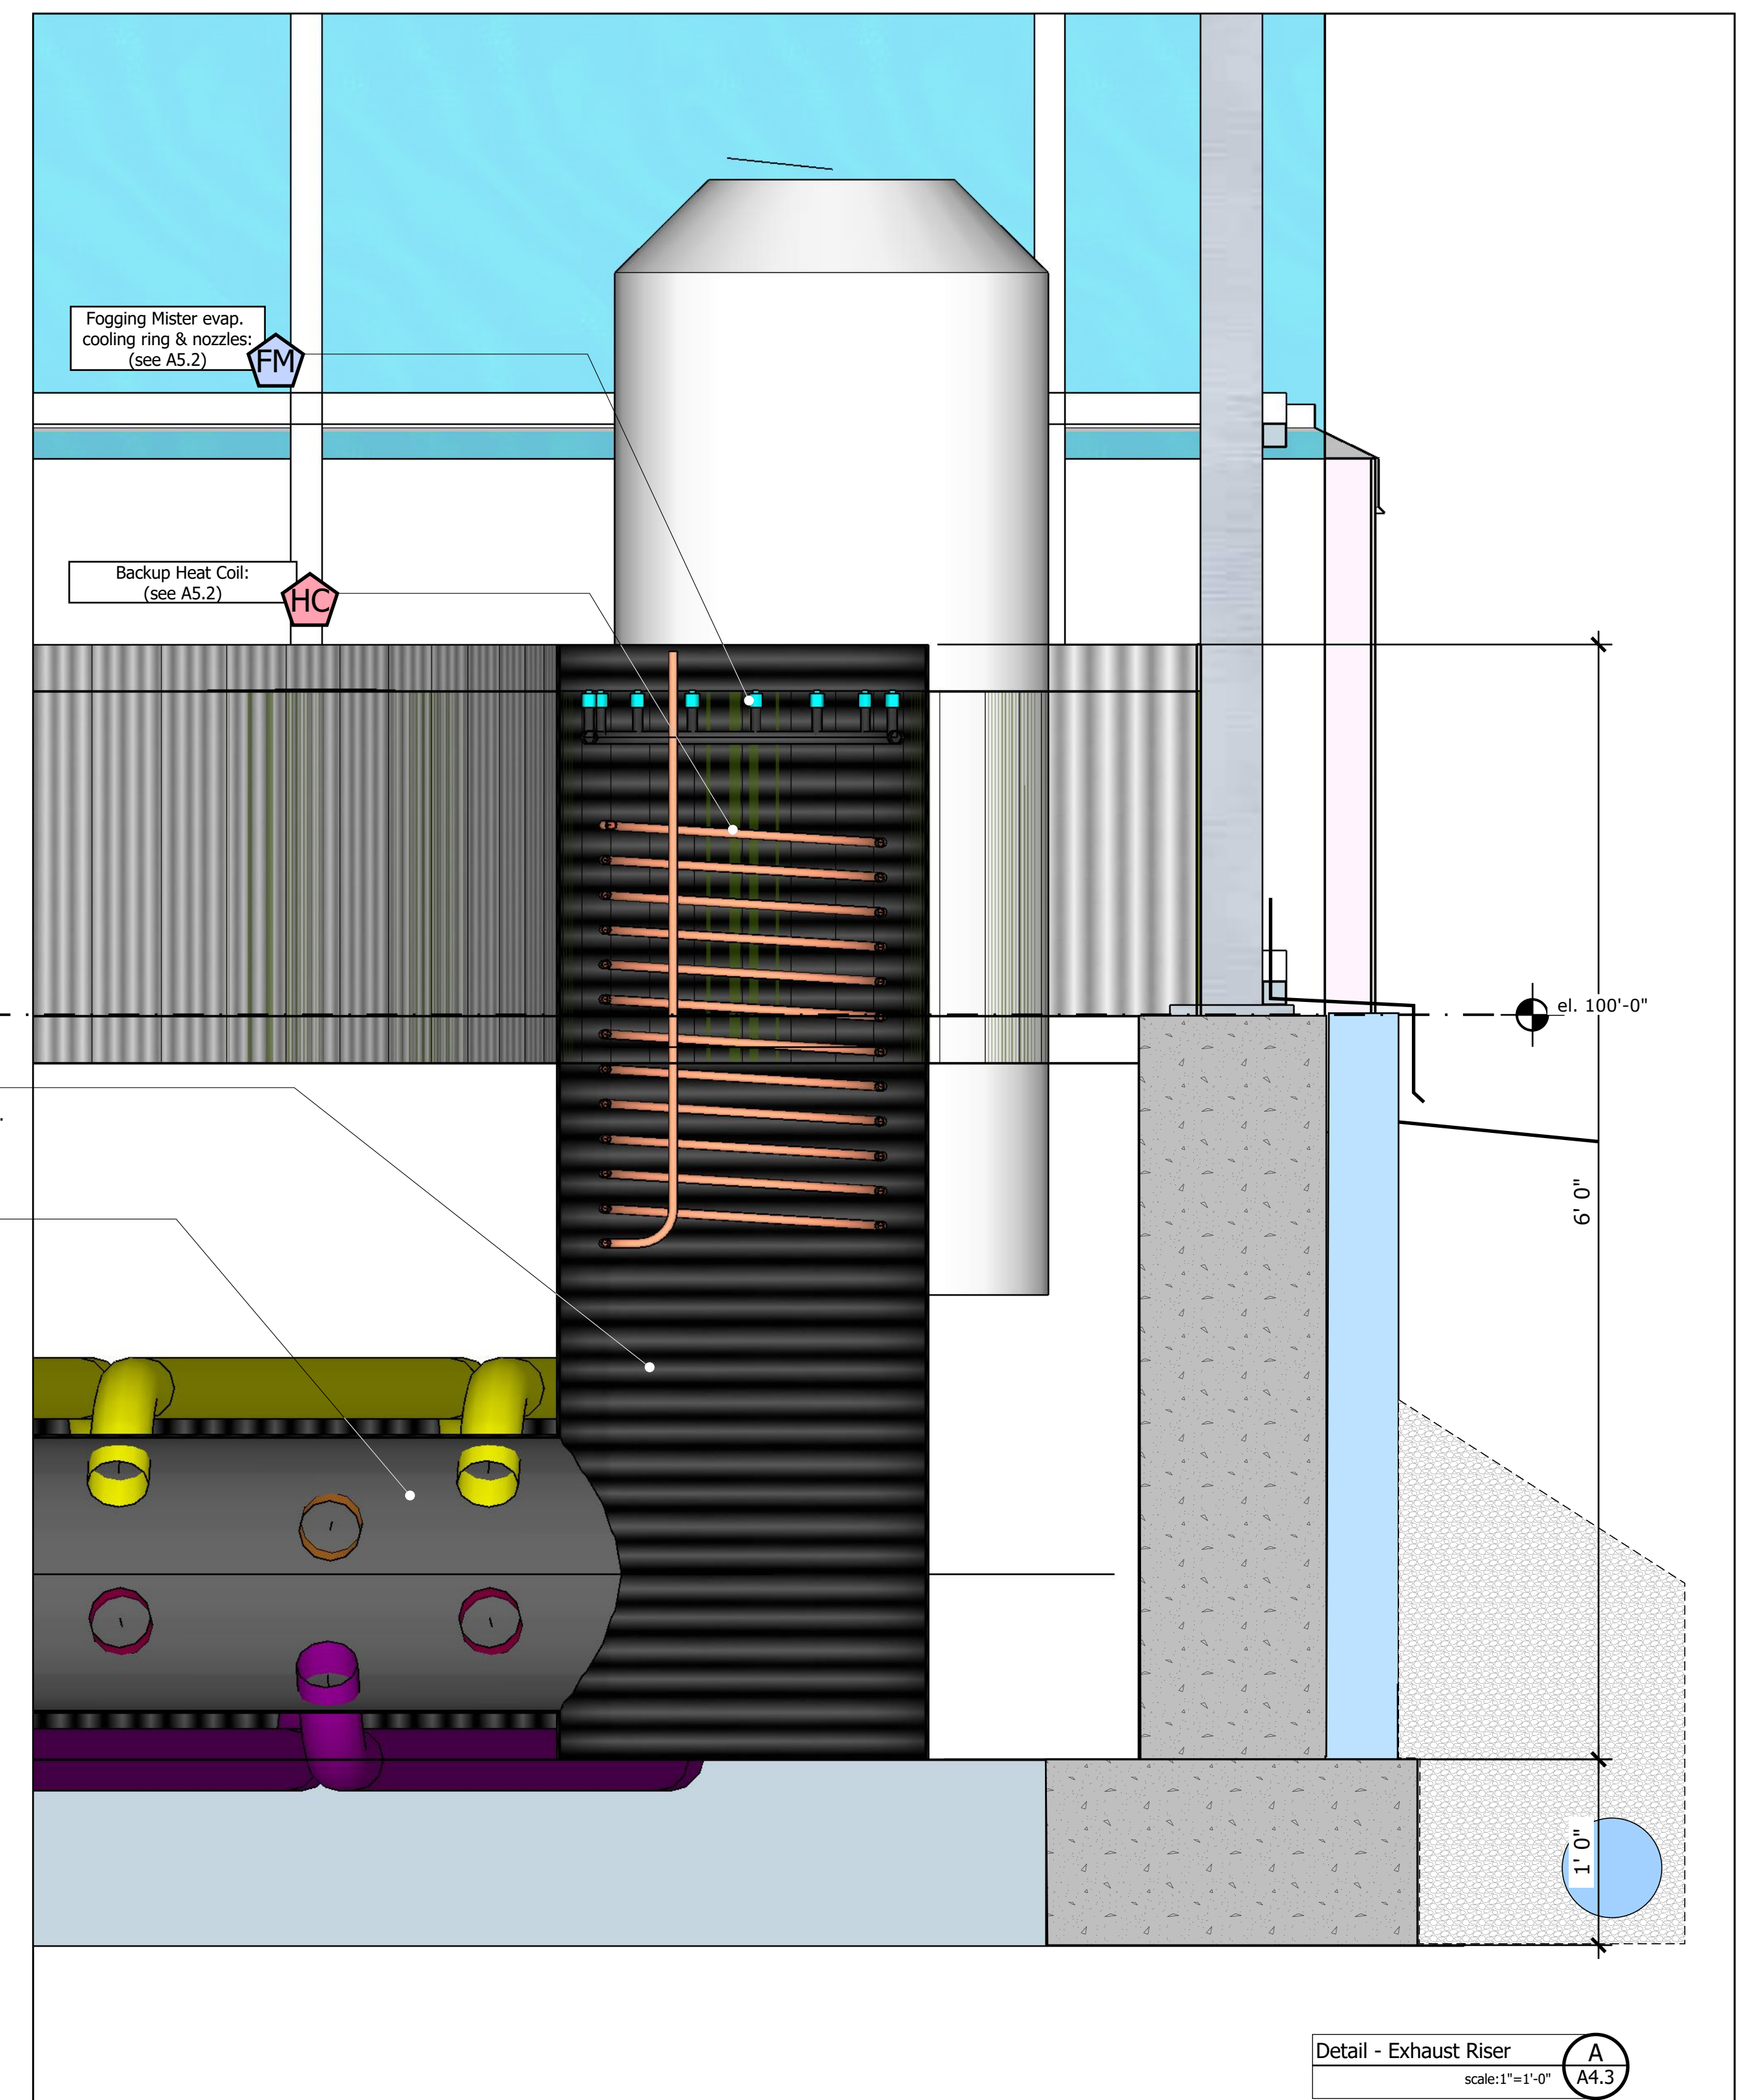 Fogging Mister evap.
cooling ring & nozzles:
(see A5.2)
FM
Backup Heat Coil:
(see A5.2)
HC
el. 100'-0"
6' 0"
1' 0"
Detail - Exhaust Riser
scale:1"=1'-0"
A
A4.3